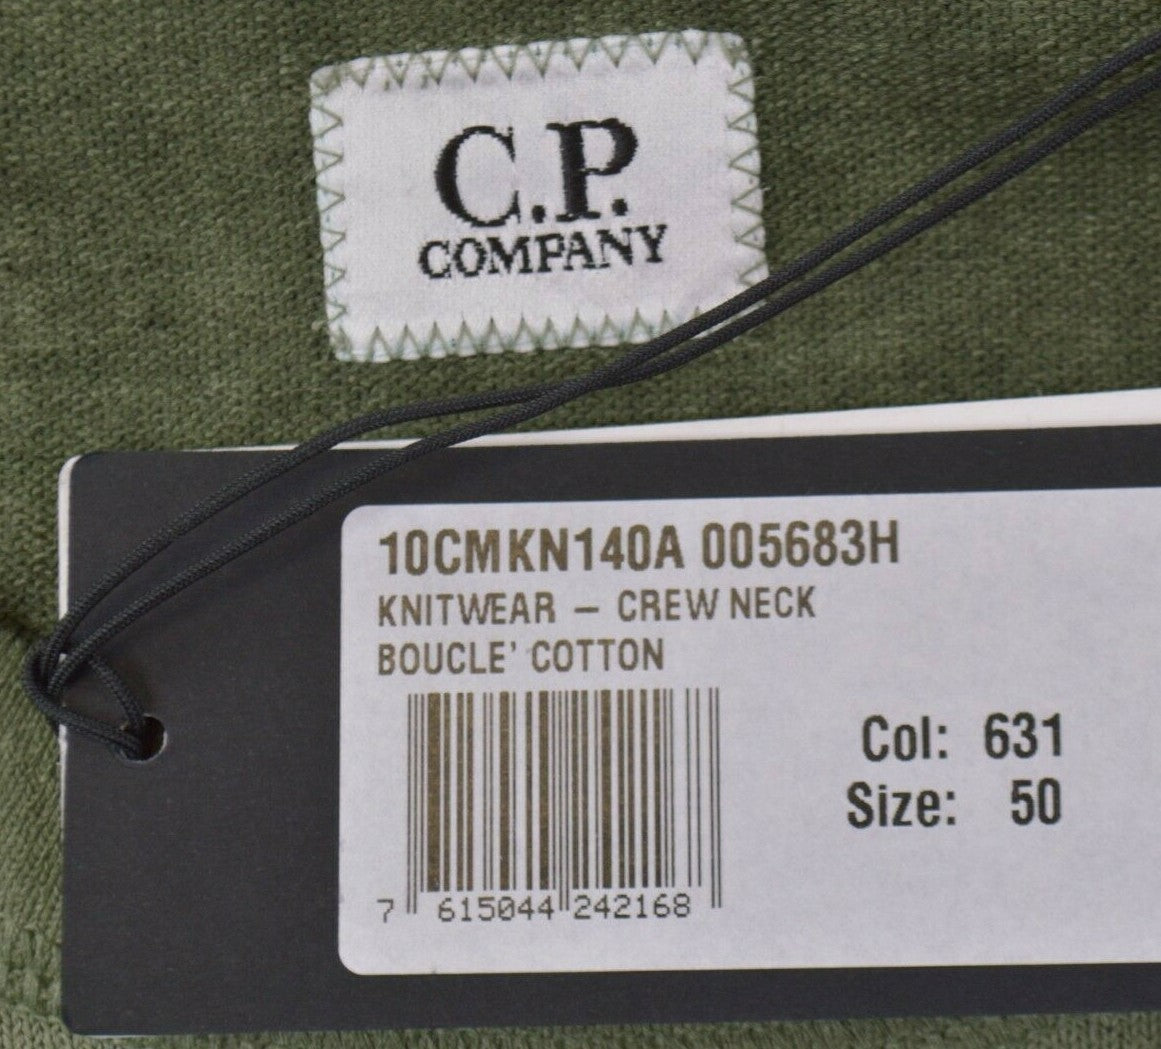 C.P.
COMPANY
10CMKN140A 005683H
KNITWEAR – CREW NECK
BOUCLE' COTTON
Col: 631
Size: 50
7 615044 242168